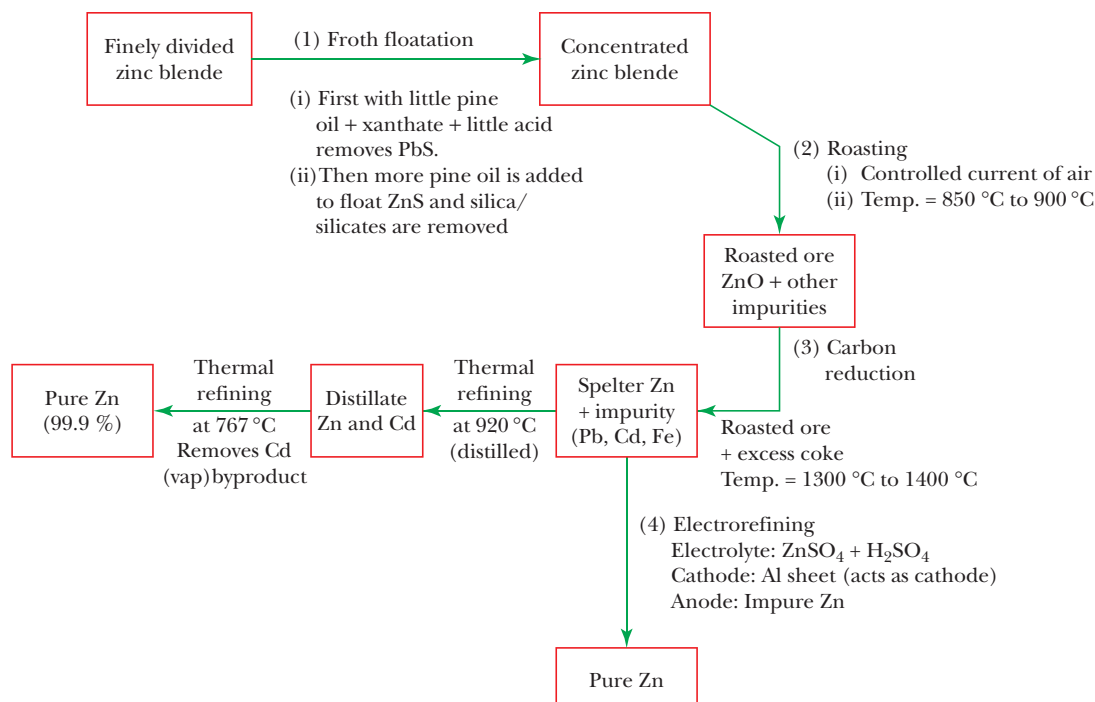 Finely divided
zinc blende
(1) Froth floatation
Concentrated
zinc blende
(i) First with little pine
oil + xanthate + little acid
removes PbS.
(ii) Then more pine oil is added
to float ZnS and silica/
silicates are removed
(2) Roasting
(i) Controlled current of air
(ii) Temp. = 850 °C to 900 °C
Roasted ore
ZnO + other
impurities
(3) Carbon
reduction
Roasted ore
+ excess coke
Temp. = 1300 °C to 1400 °C
Spelter Zn
+ impurity
(Pb, Cd, Fe)
Thermal
refining
at 920 °C
(distilled)
Distillate
Zn and Cd
Thermal
refining
at 767 °C
Removes Cd
(vap)byproduct
Pure Zn
(99.9 %)
(4) Electrorefining
Electrolyte: ZnSO₄ + H₂SO₄
Cathode: Al sheet (acts as cathode)
Anode: Impure Zn
Pure Zn